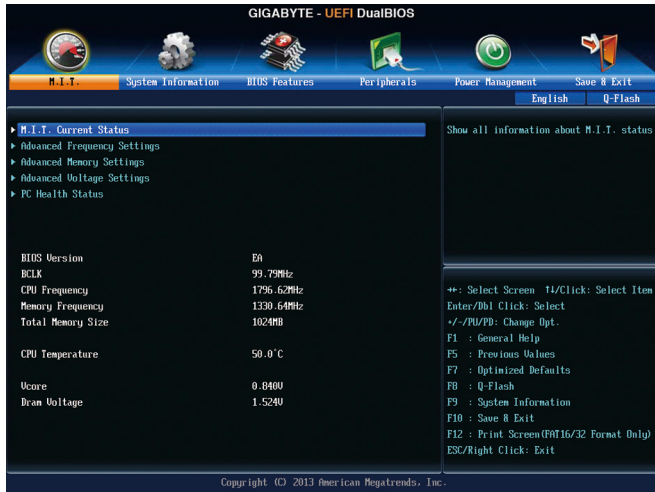 GIGABYTE - UEFI DualBIOS
M.I.T. System Information BIOS Features Peripherals Power Management Save & Exit
English Q-Flash
M.I.T. Current Status
Advanced Frequency Settings
Advanced Memory Settings
Advanced Voltage Settings
PC Health Status
BIOS Version EA
BCLK 99.79MHz
CPU Frequency 1796.62MHz
Memory Frequency 1330.64MHz
Total Memory Size 1024MB
CPU Temperature 50.0°C
Vcore 0.840V
Dram Voltage 1.524V
Show all information about M.I.T. status
→←: Select Screen ↑↓/Click: Select Item
Enter/Dbl Click: Select
+/-/PU/PD: Change Opt.
F1 : General Help
F5 : Previous Values
F7 : Optimized Defaults
F8 : Q-Flash
F9 : System Information
F10 : Save & Exit
F12 : Print Screen(FAT16/32 Format Only)
ESC/Right Click: Exit
Copyright (C) 2013 American Megatrends, Inc.